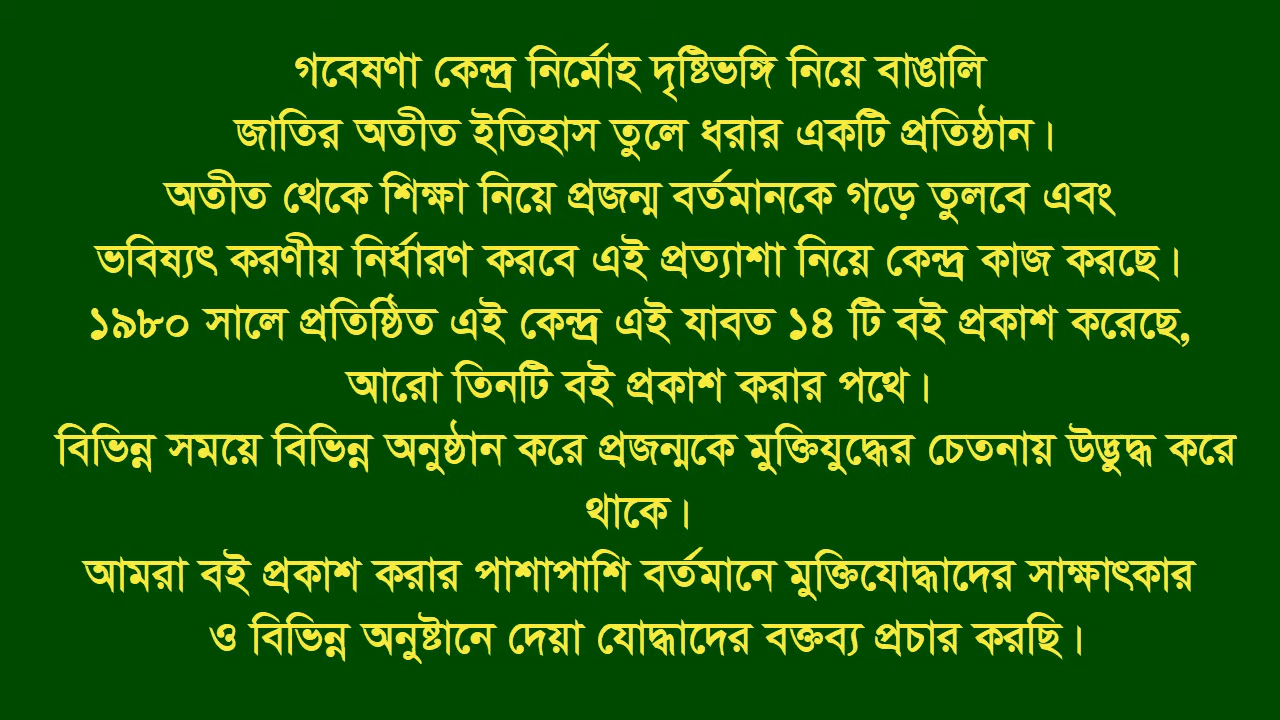 গবেষণা কেন্দ্র নির্মোহ দৃষ্টিভঙ্গি নিয়ে বাঙালি
জাতির অতীত ইতিহাস তুলে ধরার একটি প্রতিষ্ঠান।
অতীত থেকে শিক্ষা নিয়ে প্রজন্ম বর্তমানকে গড়ে তুলবে এবং
ভবিষ্যৎ করণীয় নির্ধারণ করবে এই প্রত্যাশা নিয়ে কেন্দ্র কাজ করছে।
১৯৮০ সালে প্রতিষ্ঠিত এই কেন্দ্র এই যাবত ১৪ টি বই প্রকাশ করেছে,
আরো তিনটি বই প্রকাশ করার পথে।
বিভিন্ন সময়ে বিভিন্ন অনুষ্ঠান করে প্রজন্মকে মুক্তিযুদ্ধের চেতনায় উদ্ভুদ্ধ করে
থাকে।
আমরা বই প্রকাশ করার পাশাপাশি বর্তমানে মুক্তিযোদ্ধাদের সাক্ষাৎকার
ও বিভিন্ন অনুষ্টানে দেয়া যোদ্ধাদের বক্তব্য প্রচার করছি।